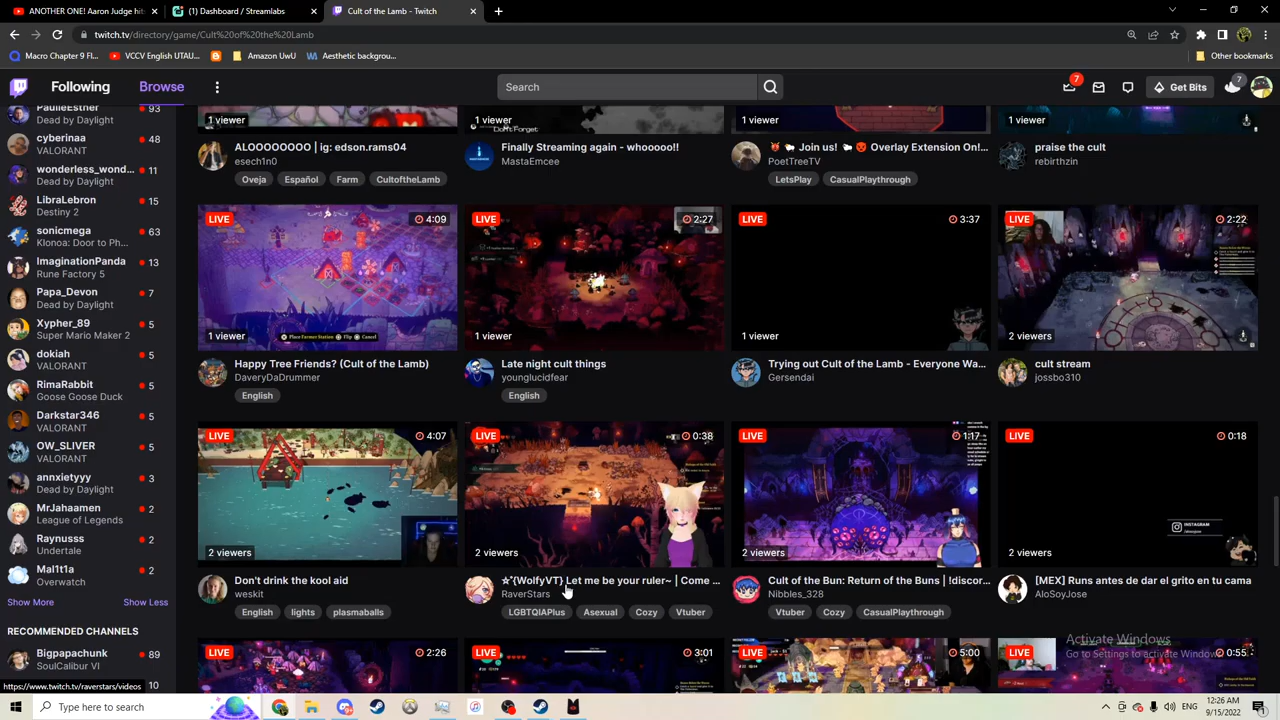 ANOTHER ONE! Aaron Judge hit
(1) Dashboard / Streamlabs
Cult of the Lamb - Twitch
twitch.tv/directory/game/Cult%20of%20the%20Lamb
Macro Chapter 9 Fl...
VCCV English UTAU...
Amazon UwU
Aesthetic backgrou...
Other bookmarks
Following
Browse
Search
7
Get Bits
7
PaulieEsther
93
Dead by Daylight
cyberinaa
48
VALORANT
wonderless_wond...
11
Dead by Daylight
LibraLebron
15
Destiny 2
sonicmega
63
Klonoa: Door to Ph...
ImaginationPanda
13
Rune Factory 5
Papa_Devon
7
Dead by Daylight
Xypher_89
5
Super Mario Maker 2
dokiah
5
VALORANT
RimaRabbit
5
Goose Goose Duck
Darkstar346
5
VALORANT
OW_SLIVER
5
VALORANT
annxietyyy
3
Dead by Daylight
MrJahaamen
2
League of Legends
Raynusss
2
Undertale
Mal1t1a
2
Overwatch
Show More
Show Less
RECOMMENDED CHANNELS
Bigpapachunk
89
SoulCalibur VI
10
https://www.twitch.tv/raverstars/videos
1 viewer
1 viewer
Don't Forget
1 viewer
1 viewer
ALOOOOOOOO | ig: edson.rams04
esech1n0
Oveja
Español
Farm
CultoftheLamb
Finally Streaming again - whooooo!!
MastaEmcee
Join us!
Overlay Extension On!...
PoetTreeTV
LetsPlay
CasualPlaythrough
praise the cult
rebirthzin
LIVE
4:09
1 viewer
Place Farmer Station
Flip
Cancel
LIVE
2:27
1 viewer
LIVE
3:37
1 viewer
LIVE
2:22
2 viewers
Happy Tree Friends? (Cult of the Lamb)
DaveryDaDrummer
English
Late night cult things
younglucidfear
English
Trying out Cult of the Lamb - Everyone Wa...
Gersendai
cult stream
jossbo310
LIVE
4:07
2 viewers
LIVE
0:38
2 viewers
LIVE
1:17
2 viewers
LIVE
0:18
INSTAGRAM
2 viewers
Don't drink the kool aid
weskit
English
lights
plasmaballs
☆˚{WolfyVT} Let me be your ruler~ | Come ...
RaverStars
LGBTQIAPlus
Asexual
Cozy
Vtuber
Cult of the Bun: Return of the Buns | !discor...
Nibbles_328
Vtuber
Cozy
CasualPlaythrough
[MEX] Runs antes de dar el grito en tu cama
AloSoyJose
LIVE
2:26
LIVE
3:01
LIVE
5:00
LIVE
0:55
Activate Windows
Go to Settings to activate Windows.
Type here to search
12:26 AM
9/15/2022
1